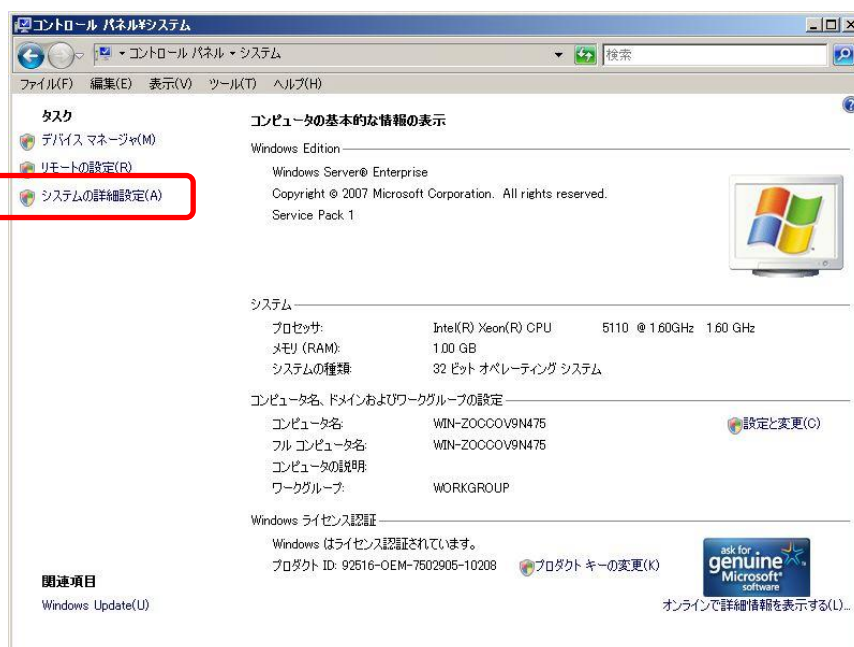 コントロール パネル¥システム
コントロール パネル システム
検索
ファイル(F) 編集(E) 表示(V) ツール(T) ヘルプ(H)
タスク
デバイス マネージャ(M)
リモートの設定(R)
システムの詳細設定(A)
コンピュータの基本的な情報の表示
Windows Edition
Windows Server® Enterprise
Copyright © 2007 Microsoft Corporation. All rights reserved.
Service Pack 1
システム
プロセッサ: Intel(R) Xeon(R) CPU 5110 @ 1.60GHz 1.60 GHz
メモリ (RAM): 1.00 GB
システムの種類: 32 ビット オペレーティング システム
コンピュータ名、ドメインおよびワークグループの設定
コンピュータ名: WIN-ZOCCOV9N475 設定と変更(C)
フル コンピュータ名: WIN-ZOCCOV9N475
コンピュータの説明:
ワークグループ: WORKGROUP
Windows ライセンス認証
Windows はライセンス認証されています。
プロダクト ID: 92516-OEM-7502905-10208 プロダクト キーの変更(K)
ask for
genuine
Microsoft®
software
オンラインで詳細情報を表示する(L)...
関連項目
Windows Update(U)